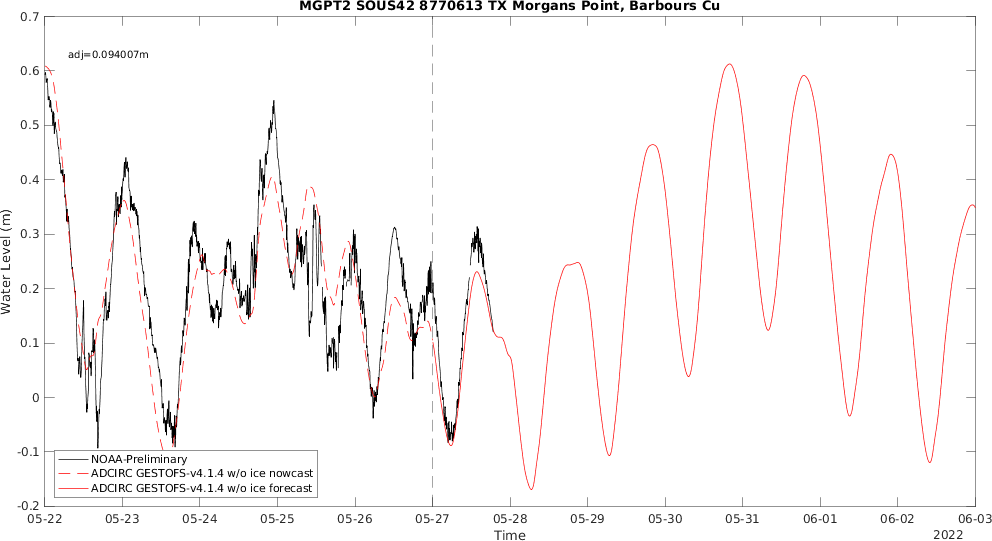 MGPT2 SOUS42 8770613 TX Morgans Point, Barbours Cu
adj=0.094007m
Water Level (m)
0.7
0.6
0.5
0.4
0.3
0.2
0.1
0
-0.1
-0.2
NOAA-Preliminary
ADCIRC GESTOFS-v4.1.4 w/o ice nowcast
ADCIRC GESTOFS-v4.1.4 w/o ice forecast
05-22 05-23 05-24 05-25 05-26 05-27 05-28 05-29 05-30 05-31 06-01 06-02 06-03
Time
2022